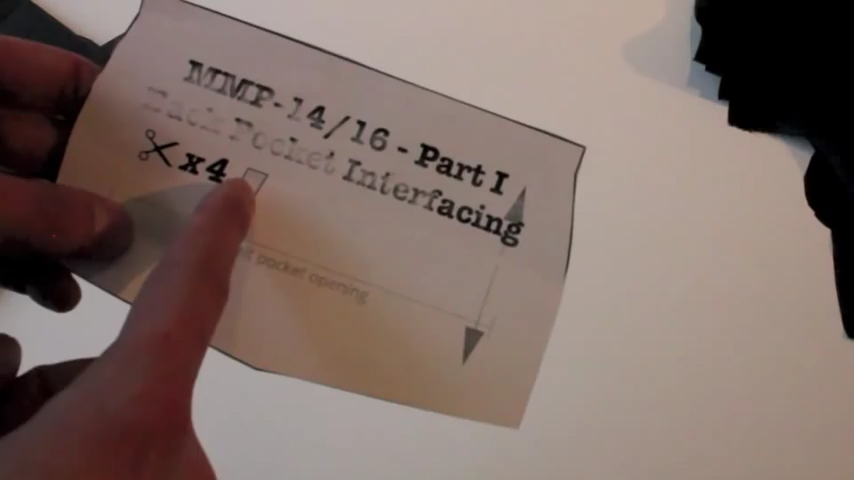 MMP-14/16 - Part I
Back Pocket Interfacing
x4
pocket opening